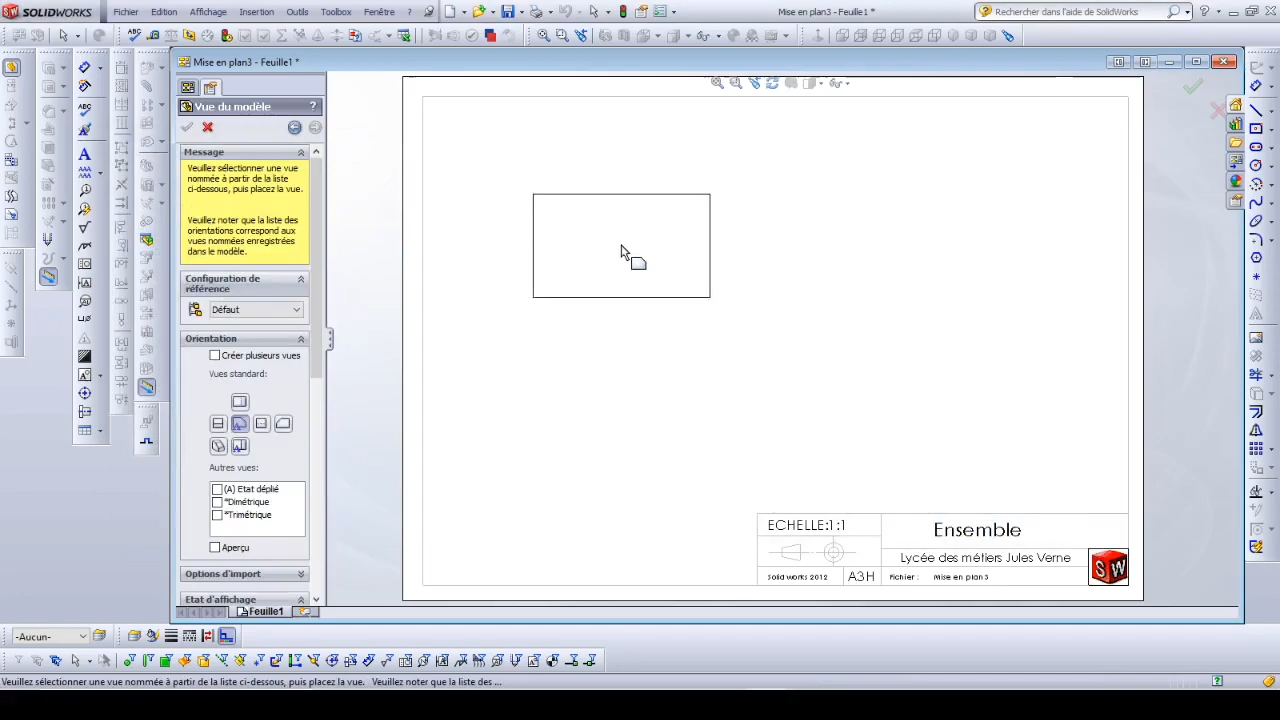 SOLIDWORKS
Fichier Edition Affichage Insertion Outils Toolbox Fenêtre ?
Mise en plan3 - Feuille1 *
Rechercher dans l'aide de SolidWorks
Mise en plan3 - Feuille1 *
Vue du modèle ?
Message
Veuillez sélectionner une vue
nommée à partir de la liste
ci-dessous, puis placez la vue.
Veuillez noter que la liste des
orientations correspond aux
vues nommées enregistrées
dans le modèle.
Configuration de
référence
Défaut
Orientation
Créer plusieurs vues
Vues standard:
Autres vues:
(A) Etat déplié
*Dimétrique
*Trimétrique
Aperçu
Options d'import
Etat d'affichage
Feuille1
ECHELLE:1:1
Ensemble
Lycée des métiers Jules Verne
Solid works 2012
A3H
Fichier : Mise en plan3
SW
-Aucun-
Veuillez sélectionner une vue nommée à partir de la liste ci-dessous, puis placez la vue. Veuillez noter que la liste des ...